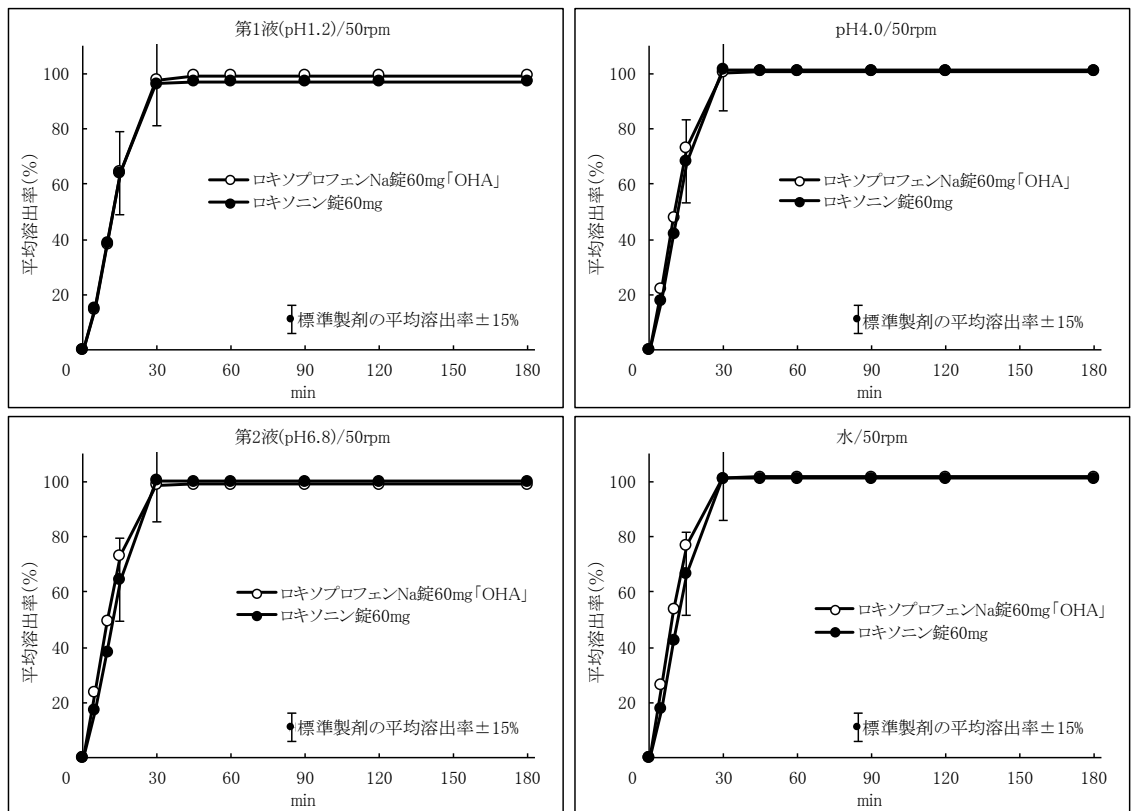 第1液(pH1.2)/50rpm
平均溶出率(%)
100
80
60
40
20
ロキソプロフェンNa錠60mg「OHA」
ロキソニン錠60mg
標準製剤の平均溶出率±15%
0 30 60 90 120 150 180
min
pH4.0/50rpm
平均溶出率(%)
100
80
60
40
20
ロキソプロフェンNa錠60mg「OHA」
ロキソニン錠60mg
標準製剤の平均溶出率±15%
0 30 60 90 120 150 180
min
第2液(pH6.8)/50rpm
平均溶出率(%)
100
80
60
40
20
ロキソプロフェンNa錠60mg「OHA」
ロキソニン錠60mg
標準製剤の平均溶出率±15%
0 30 60 90 120 150 180
min
水/50rpm
平均溶出率(%)
100
80
60
40
20
ロキソプロフェンNa錠60mg「OHA」
ロキソニン錠60mg
標準製剤の平均溶出率±15%
0 30 60 90 120 150 180
min